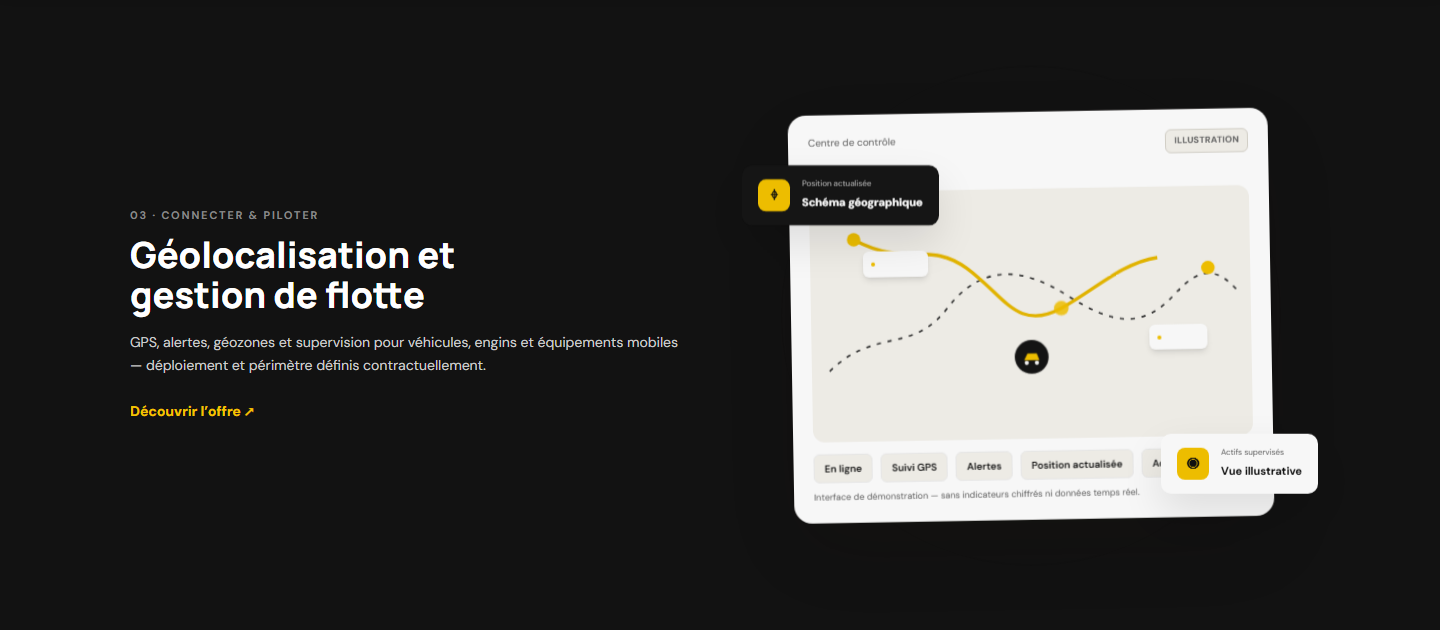 03 · CONNECTER & PILOTER
Géolocalisation et
gestion de flotte
GPS, alertes, géozones et supervision pour véhicules, engins et équipements mobiles
— déploiement et périmètre définis contractuellement.
Découvrir l’offre ↗
Centre de contrôle
ILLUSTRATION
Position actualisée
Schéma géographique
En ligne
Suivi GPS
Alertes
Position actualisée
Actifs supervisés
Vue illustrative
Interface de démonstration — sans indicateurs chiffrés ni données temps réel.